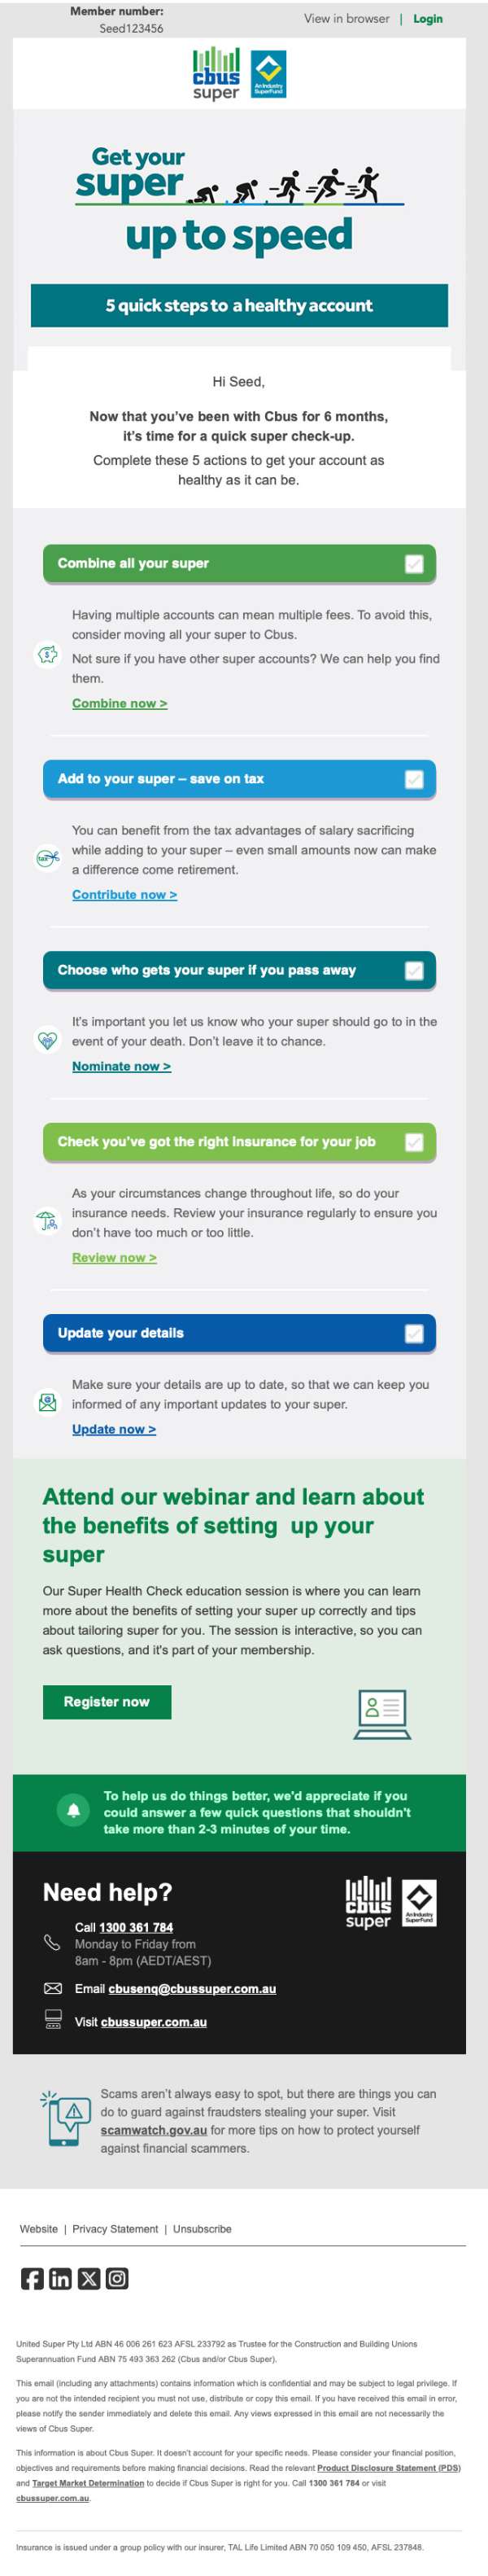 Member number:
View in browser | Login
Seed123456
cbus
super
An Industry
SuperFund
Get your
super
up to speed
5 quick steps to a healthy account
Hi Seed,
Now that you've been with Cbus for 6 months,
it's time for a quick super check-up.
Complete these 5 actions to get your account as
healthy as it can be.
Combine all your super
Having multiple accounts can mean multiple fees. To avoid this,
consider moving all your super to Cbus.
Not sure if you have other super accounts? We can help you find
them.
Combine now >
Add to your super – save on tax
You can benefit from the tax advantages of salary sacrificing
while adding to your super – even small amounts now can make
a difference come retirement.
tax
Contribute now >
Choose who gets your super if you pass away
It's important you let us know who your super should go to in the
event of your death. Don't leave it to chance.
Nominate now >
Check you've got the right insurance for your job
As your circumstances change throughout life, so do your
insurance needs. Review your insurance regularly to ensure you
don't have too much or too little.
Review now >
Update your details
Make sure your details are up to date, so that we can keep you
informed of any important updates to your super.
Update now >
Attend our webinar and learn about
the benefits of setting up your
super
Our Super Health Check education session is where you can learn
more about the benefits of setting your super up correctly and tips
about tailoring super for you. The session is interactive, so you can
ask questions, and it's part of your membership.
Register now
To help us do things better, we'd appreciate if you
could answer a few quick questions that shouldn't
take more than 2-3 minutes of your time.
Need help?
cbus
super
An Industry
SuperFund
Call 1300 361 784
Monday to Friday from
8am - 8pm (AEDT/AEST)
Email cbusenq@cbussuper.com.au
Visit cbussuper.com.au
Scams aren't always easy to spot, but there are things you can
do to guard against fraudsters stealing your super. Visit
scamwatch.gov.au for more tips on how to protect yourself
against financial scammers.
Website | Privacy Statement | Unsubscribe
United Super Pty Ltd ABN 46 006 261 623 AFSL 233792 as Trustee for the Construction and Building Unions
Superannuation Fund ABN 75 493 363 262 (Cbus and/or Cbus Super).
This email (including any attachments) contains information which is confidential and may be subject to legal privilege. If
you are not the intended recipient you must not use, distribute or copy this email. If you have received this email in error,
please notify the sender immediately and delete this email. Any views expressed in this email are not necessarily the
views of Cbus Super.
This information is about Cbus Super. It doesn't account for your specific needs. Please consider your financial position,
objectives and requirements before making financial decisions. Read the relevant Product Disclosure Statement (PDS)
and Target Market Determination to decide if Cbus Super is right for you. Call 1300 361 784 or visit
cbussuper.com.au.
Insurance is issued under a group policy with our insurer, TAL Life Limited ABN 70 050 109 450, AFSL 237848.